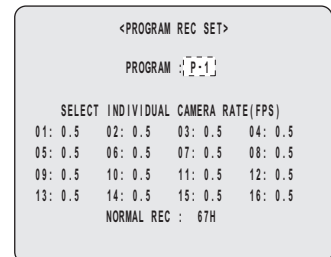 <PROGRAM REC SET>
PROGRAM : P-1
SELECT INDIVIDUAL CAMERA RATE(FPS)
01: 0.5 02: 0.5 03: 0.5 04: 0.5
05: 0.5 06: 0.5 07: 0.5 08: 0.5
09: 0.5 10: 0.5 11: 0.5 12: 0.5
13: 0.5 14: 0.5 15: 0.5 16: 0.5
NORMAL REC : 67H